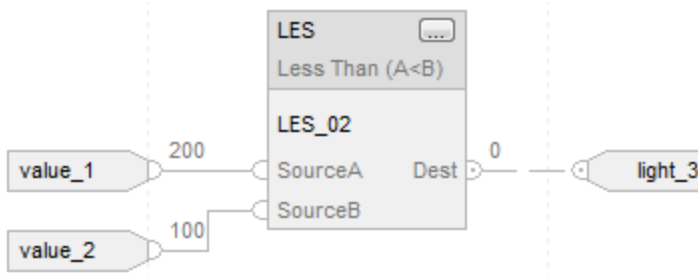 LES ...
Less Than (A<B)
LES_02
value_1 200 SourceA Dest 0 light_3
SourceB
value_2 100